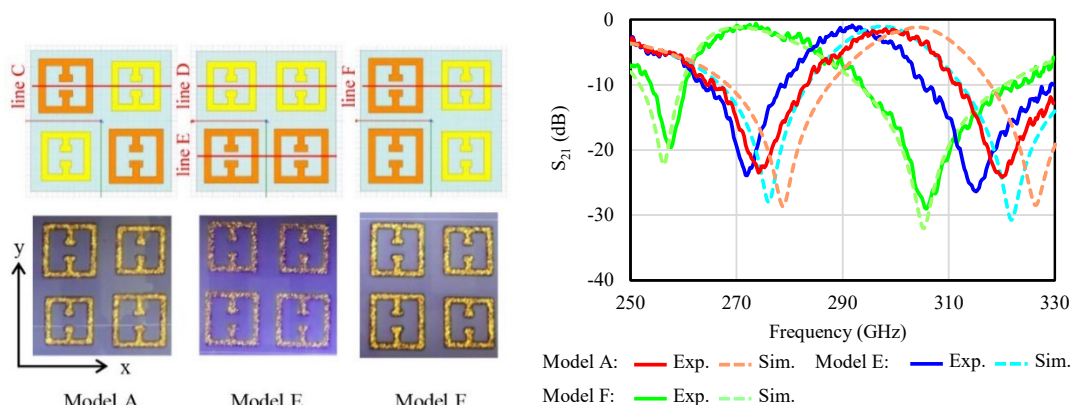 line C
line D
line E
line F
y
x
Model A
Model E
Model F
S21 (dB)
0
-10
-20
-30
-40
250
270
290
310
330
Frequency (GHz)
Model A: Exp. Sim. Model E: Exp. Sim.
Model F: Exp. Sim.